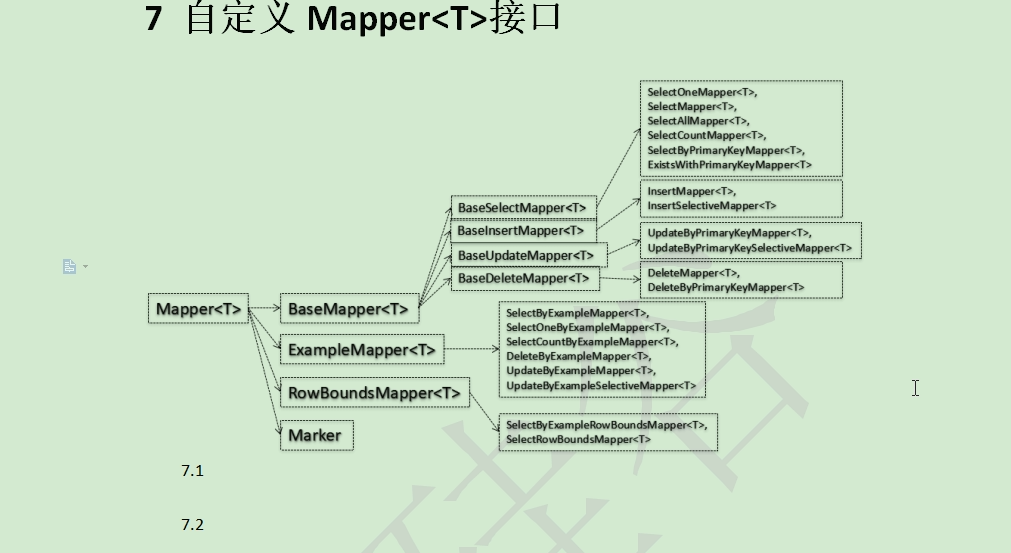 7 自定义 Mapper<T>接口
SelectOneMapper<T>,
SelectMapper<T>,
SelectAllMapper<T>,
SelectCountMapper<T>,
SelectByPrimaryKeyMapper<T>,
ExistsWithPrimaryKeyMapper<T>
InsertMapper<T>,
InsertSelectiveMapper<T>
BaseSelectMapper<T>
BaseInsertMapper<T>
BaseUpdateMapper<T>
BaseDeleteMapper<T>
UpdateByPrimaryKeyMapper<T>,
UpdateByPrimaryKeySelectiveMapper<T>
DeleteMapper<T>,
DeleteByPrimaryKeyMapper<T>
Mapper<T>
BaseMapper<T>
ExampleMapper<T>
RowBoundsMapper<T>
Marker
SelectByExampleMapper<T>,
SelectOneByExampleMapper<T>,
SelectCountByExampleMapper<T>,
DeleteByExampleMapper<T>,
UpdateByExampleMapper<T>,
UpdateByExampleSelectiveMapper<T>
SelectByExampleRowBoundsMapper<T>,
SelectRowBoundsMapper<T>
7.1
7.2